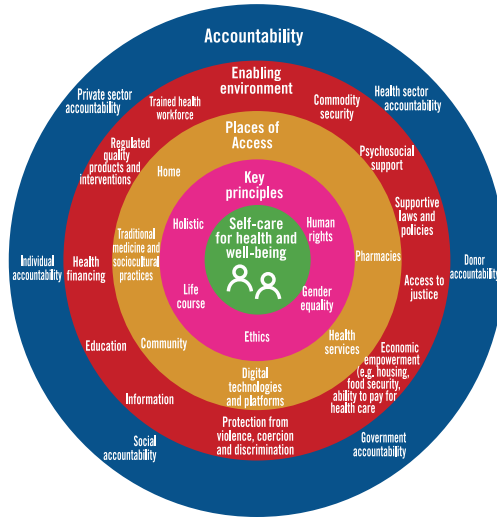 Accountability
Private sector
accountability
Health sector
accountability
Individual
accountability
Donor
accountability
Social
accountability
Government
accountability
Enabling
environment
Trained health
workforce
Commodity
security
Regulated
quality
products and
interventions
Psychosocial
support
Supportive
laws and
policies
Health
financing
Access to
justice
Education
Economic
empowerment
(e.g. housing,
food security,
ability to pay for
health care
Information
Protection from
violence, coercion
and discrimination
Places of
Access
Home
Traditional
medicine and
sociocultural
practices
Pharmacies
Community
Health
services
Digital
technologies
and platforms
Key
principles
Holistic
Human
rights
Life
course
Gender
equality
Ethics
Self-care
for health and
well-being